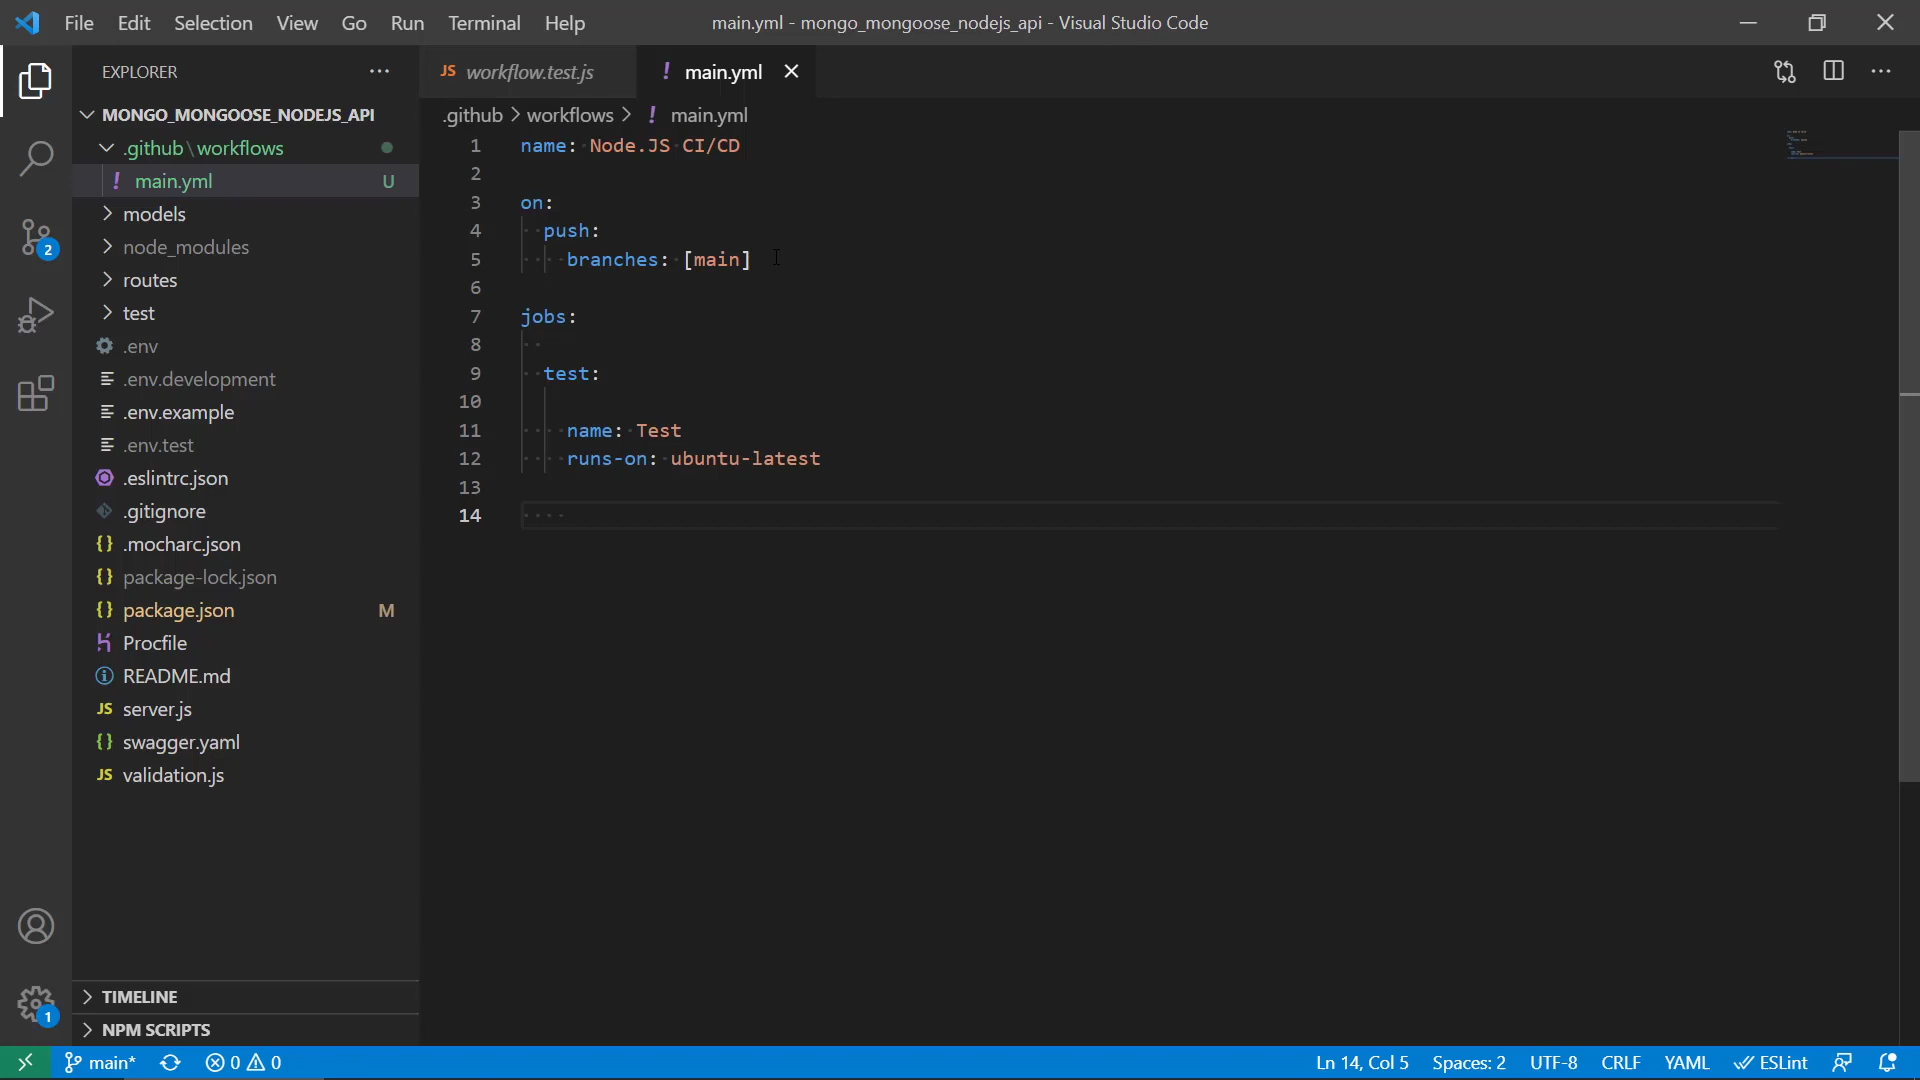 File Edit Selection View Go Run Terminal Help main.yml - mongo_mongoose_nodejs_api - Visual Studio Code
EXPLORER
MONGO_MONGOOSE_NODEJS_API
.github\workflows
! main.yml U
models
node_modules
routes
test
.env
.env.development
.env.example
.env.test
.eslintrc.json
.gitignore
{} .mocharc.json
{} package-lock.json
{} package.json M
Procfile
README.md
JS server.js
{} swagger.yaml
JS validation.js
TIMELINE
NPM SCRIPTS
2
1
JS workflow.test.js ! main.yml
.github > workflows > ! main.yml
1 name: Node.JS CI/CD
2
3 on:
4 push:
5 branches: [main]
6
7 jobs:
8
9 test:
10
11 name: Test
12 runs-on: ubuntu-latest
13
14
main* 0 0 Ln 14, Col 5 Spaces: 2 UTF-8 CRLF YAML ESLint